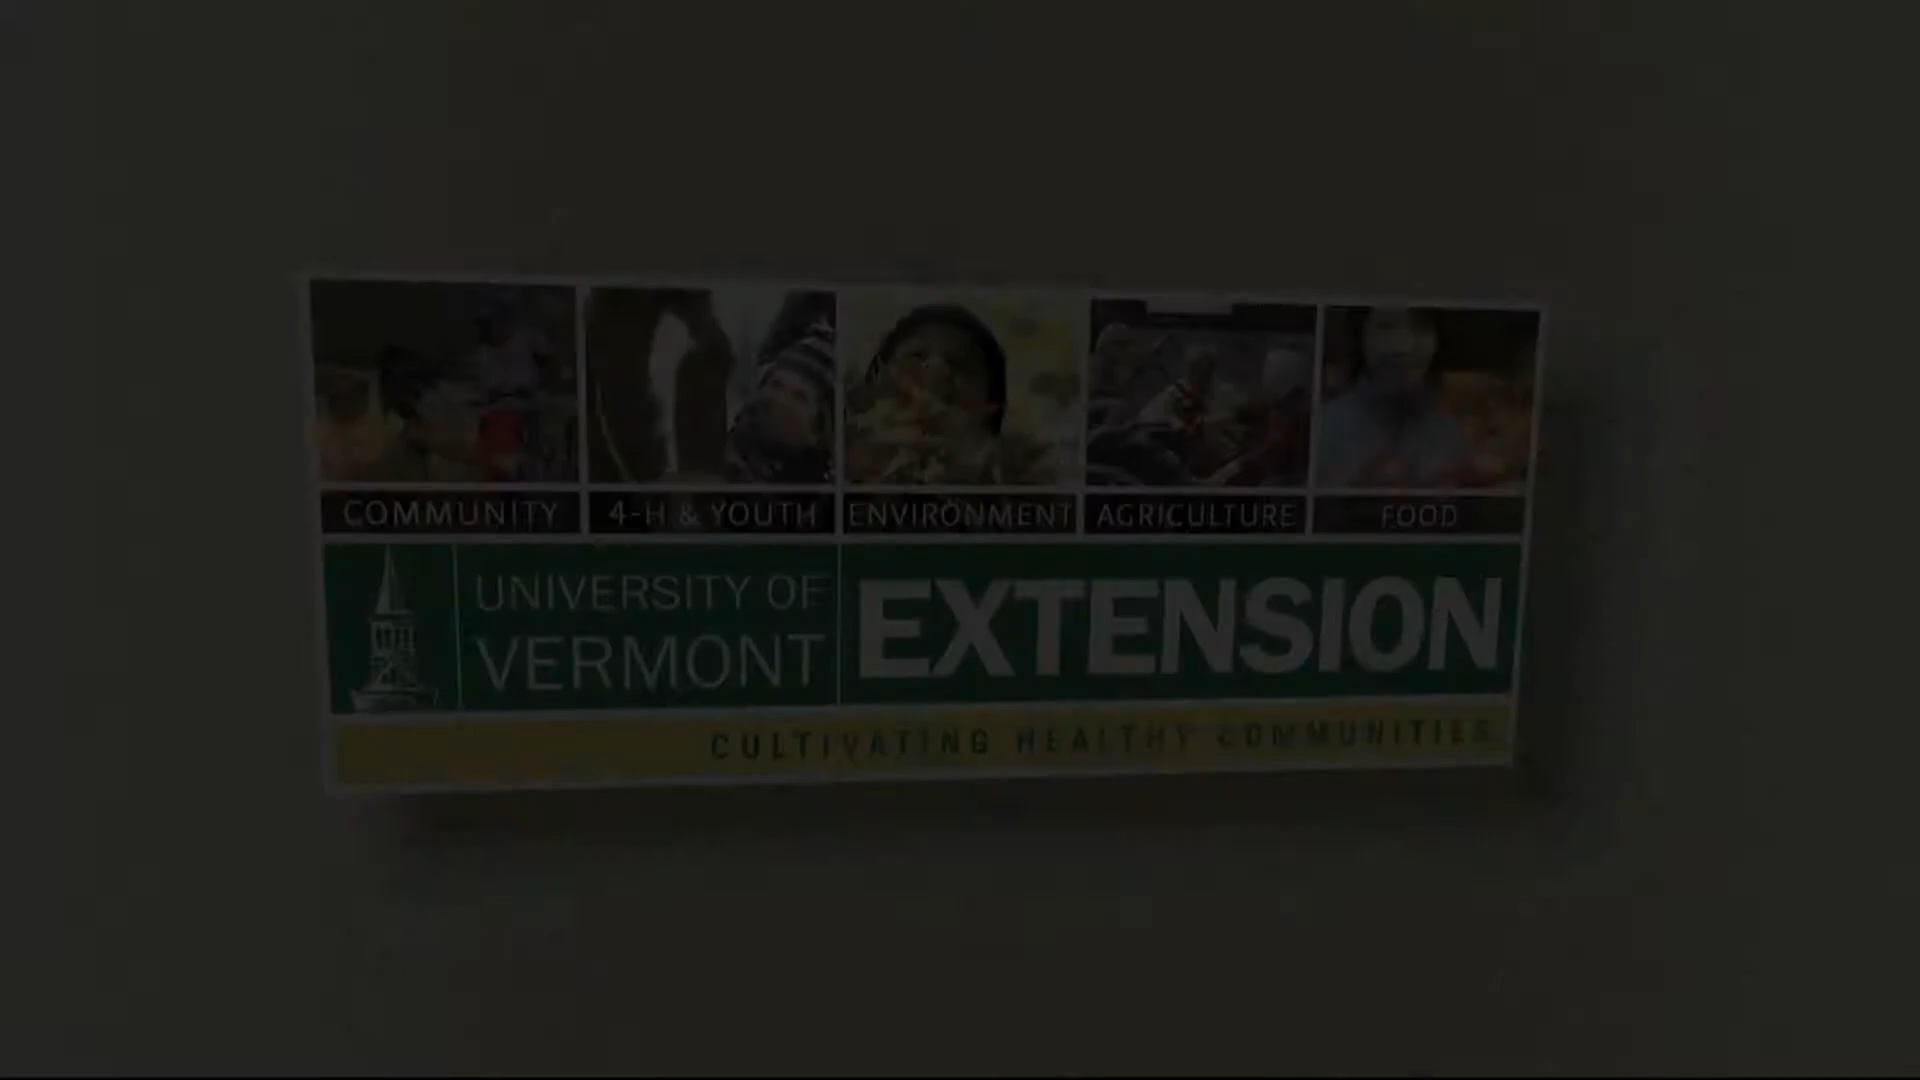 COMMUNITY 4-H & YOUTH ENVIRONMENT AGRICULTURE FOOD
UNIVERSITY OF
VERMONT
EXTENSION
CULTIVATING HEALTHY COMMUNITIES